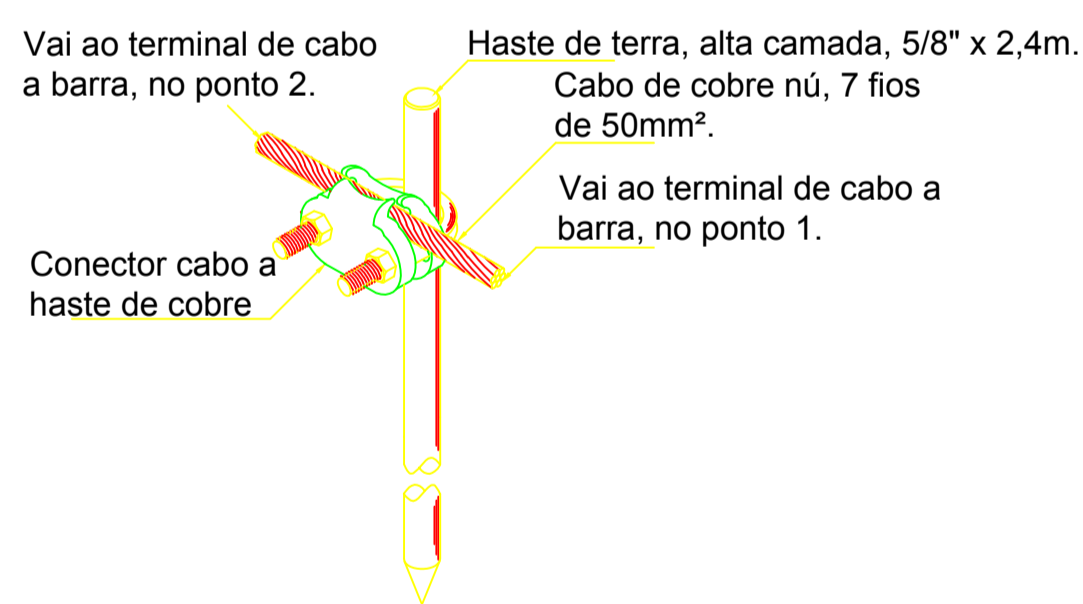 Vai ao terminal de cabo
a barra, no ponto 2.
Haste de terra, alta camada, 5/8" x 2,4m.
Cabo de cobre nú, 7 fios
de 50mm².
Vai ao terminal de cabo a
barra, no ponto 1.
Conector cabo a
haste de cobre